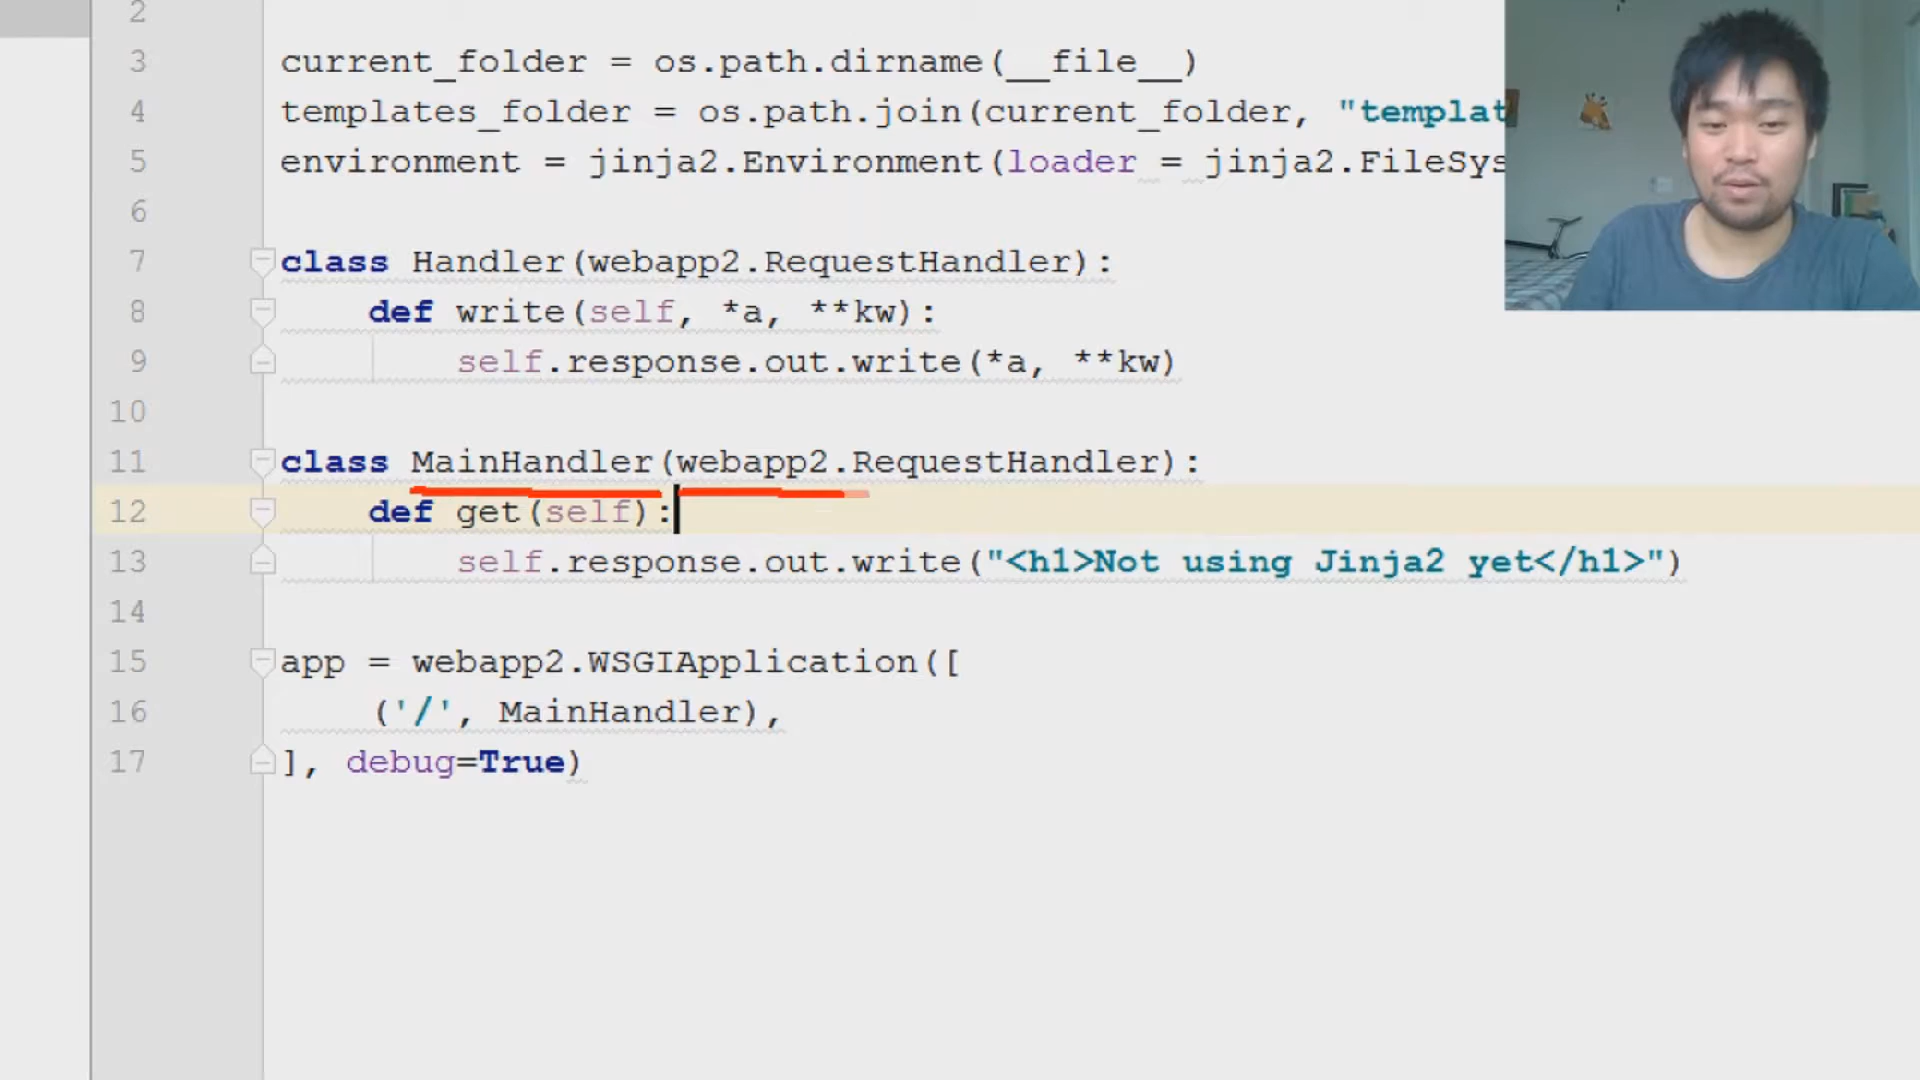 2
3 current_folder = os.path.dirname(__file__)
4 templates_folder = os.path.join(current_folder, "templat
5 environment = jinja2.Environment(loader = jinja2.FileSys
6
7 class Handler(webapp2.RequestHandler):
8 def write(self, *a, **kw):
9 self.response.out.write(*a, **kw)
10
11 class MainHandler(webapp2.RequestHandler):
12 def get(self):
13 self.response.out.write("<h1>Not using Jinja2 yet</h1>")
14
15 app = webapp2.WSGIApplication([
16 ('/', MainHandler),
17 ], debug=True)